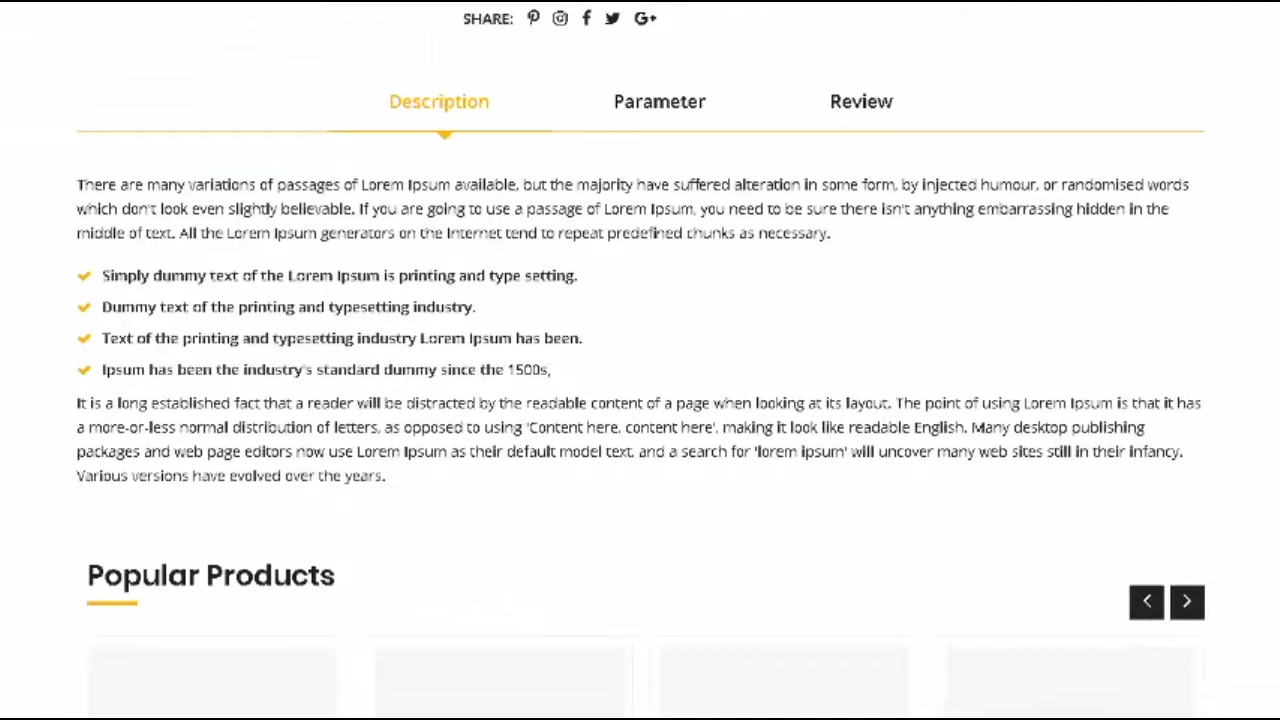 SHARE:
Description Parameter Review
There are many variations of passages of Lorem Ipsum available, but the majority have suffered alteration in some form, by injected humour, or randomised words
which don't look even slightly believable. If you are going to use a passage of Lorem Ipsum, you need to be sure there isn't anything embarrassing hidden in the
middle of text. All the Lorem Ipsum generators on the Internet tend to repeat predefined chunks as necessary.
Simply dummy text of the Lorem Ipsum is printing and type setting.
Dummy text of the printing and typesetting industry.
Text of the printing and typesetting industry Lorem Ipsum has been.
Ipsum has been the industry's standard dummy since the 1500s,
It is a long established fact that a reader will be distracted by the readable content of a page when looking at its layout. The point of using Lorem Ipsum is that it has
a more-or-less normal distribution of letters, as opposed to using 'Content here, content here', making it look like readable English. Many desktop publishing
packages and web page editors now use Lorem Ipsum as their default model text, and a search for 'lorem ipsum' will uncover many web sites still in their infancy.
Various versions have evolved over the years.
Popular Products